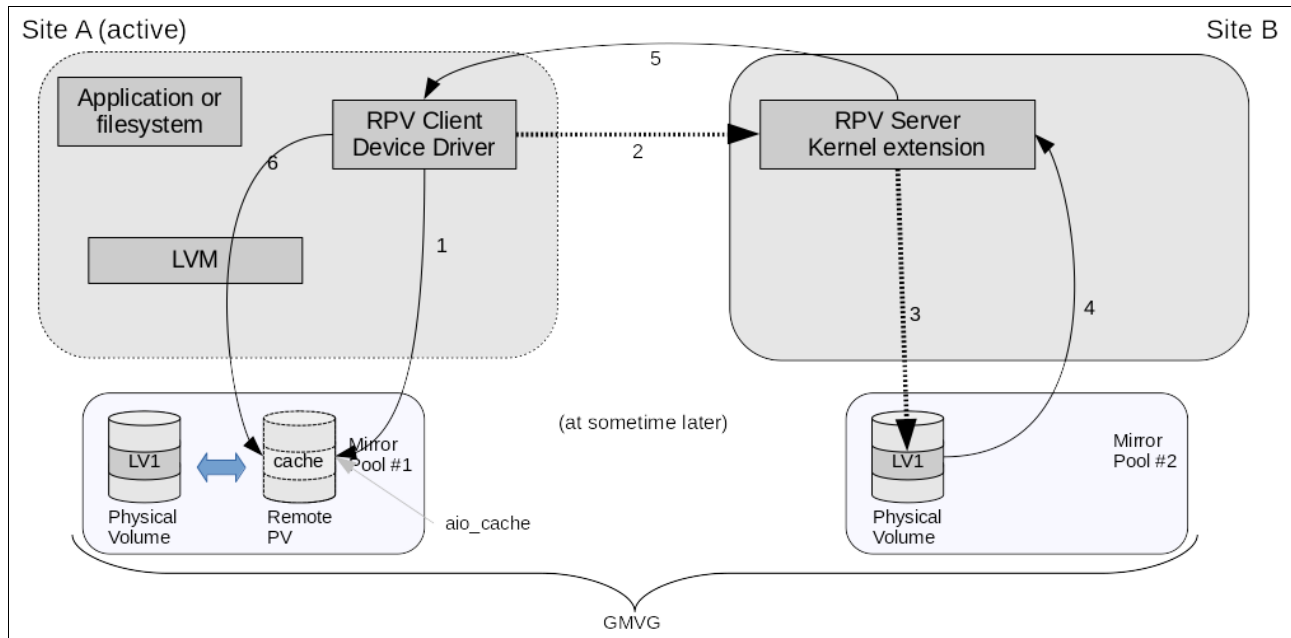 Site A (active)
Site B
5
Application or
filesystem
RPV Client
Device Driver
2
RPV Server
Kernel extension
6
1
LVM
3
4
(at sometime later)
LV1
cache
Mirror
Pool #1
Physical
Volume
Remote
PV
aio_cache
LV1
Mirror
Pool #2
Physical
Volume
GMVG